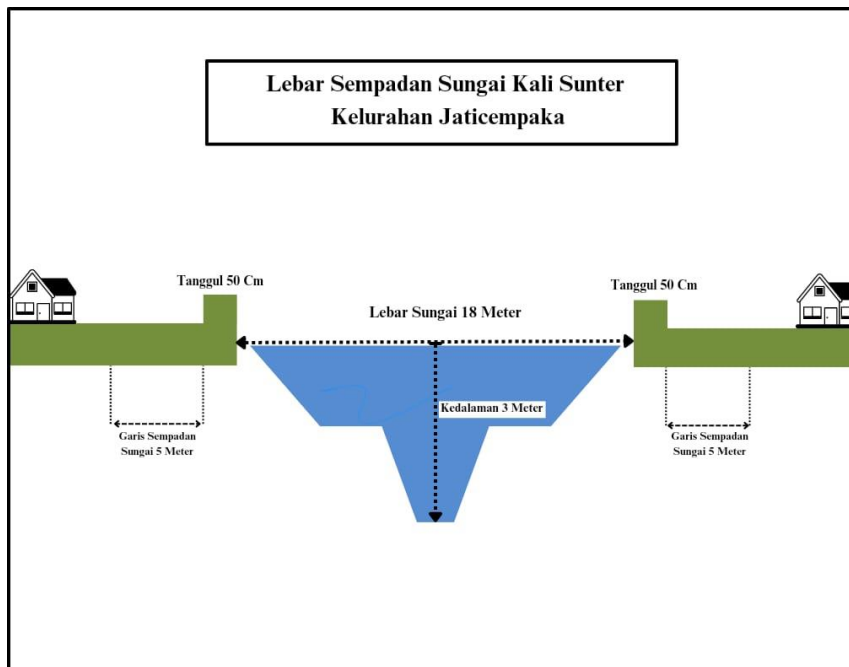 Lebar Sempadan Sungai Kali Sunter
Kelurahan Jaticempaka
Tanggul 50 Cm
Tanggul 50 Cm
Lebar Sungai 18 Meter
Kedalaman 3 Meter
Garis Sempadan
Sungai 5 Meter
Garis Sempadan
Sungai 5 Meter